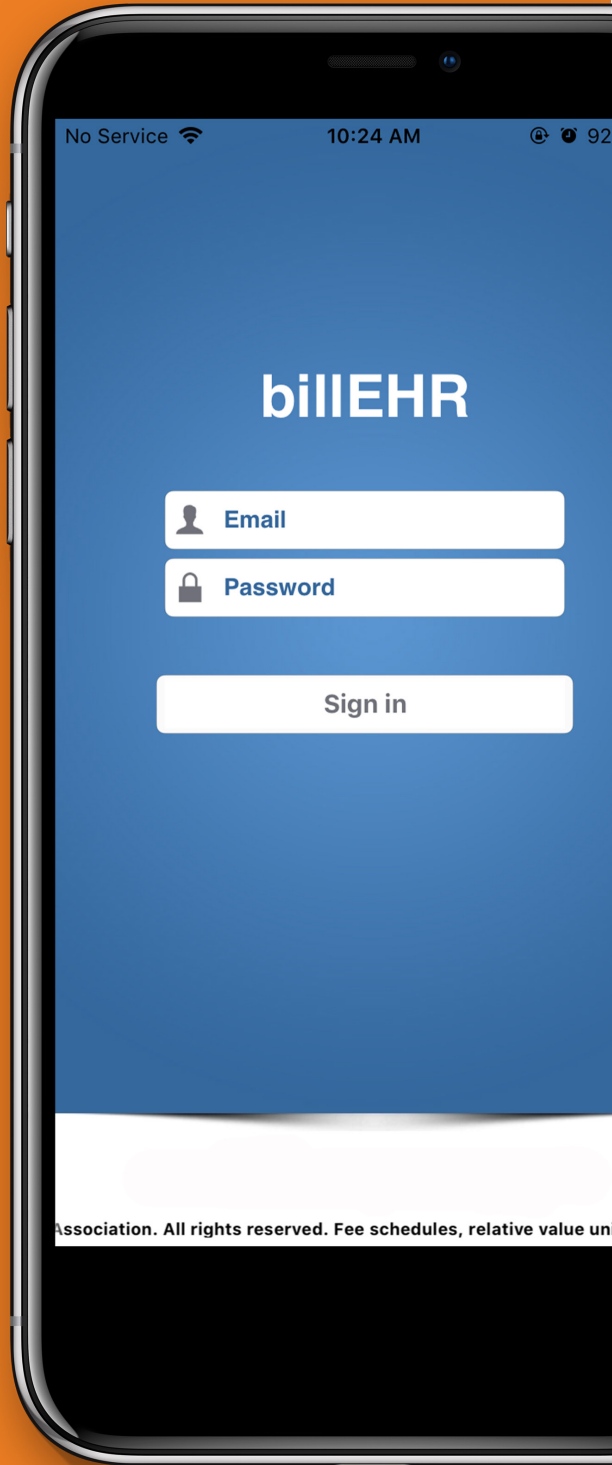 No Service 10:24 AM 92
billEHR
Email
Password
Sign in
Association. All rights reserved. Fee schedules, relative value uni